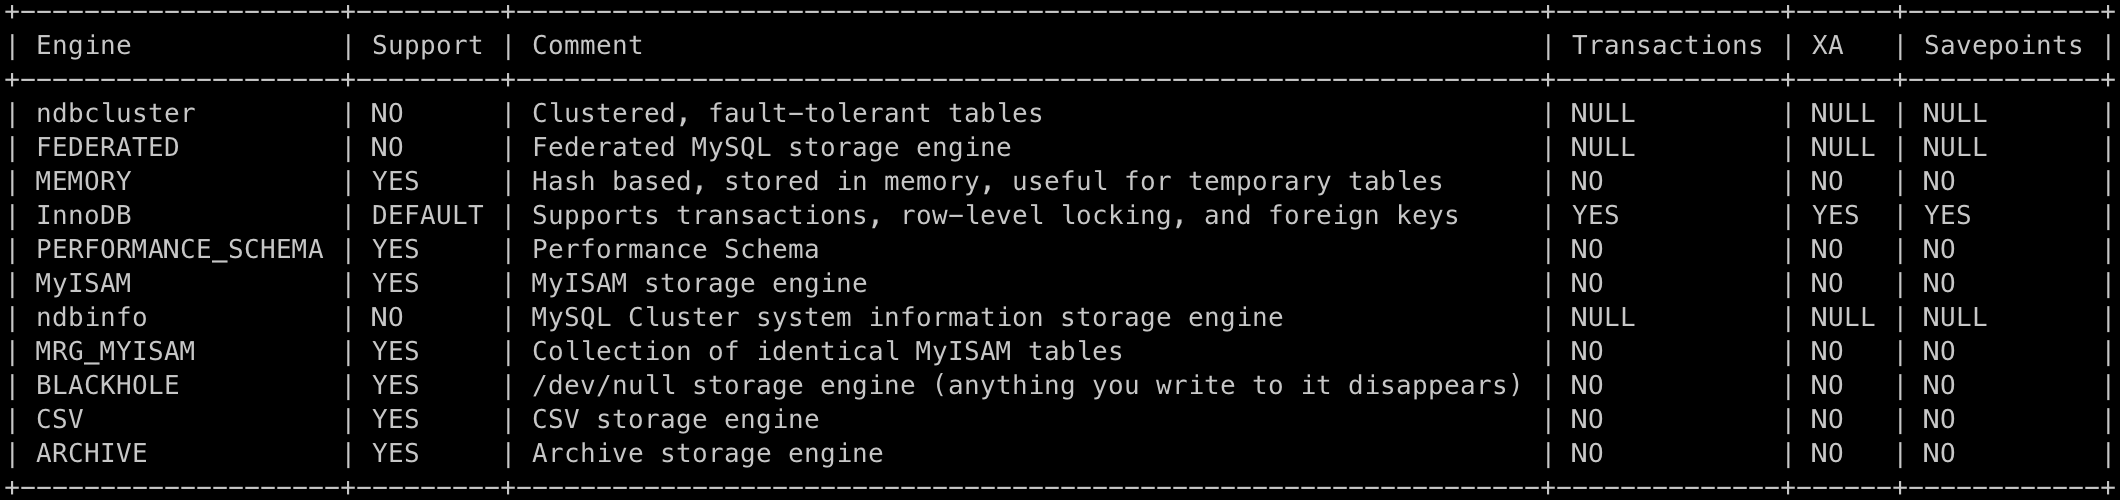 +--------------------+---------+----------------------------------------------------------------+--------------+------+------------+
| Engine             | Support | Comment                                                        | Transactions | XA   | Savepoints |
+--------------------+---------+----------------------------------------------------------------+--------------+------+------------+
| ndbcluster         | NO      | Clustered, fault-tolerant tables                               | NULL         | NULL | NULL       |
| FEDERATED          | NO      | Federated MySQL storage engine                                 | NULL         | NULL | NULL       |
| MEMORY             | YES     | Hash based, stored in memory, useful for temporary tables      | NO           | NO   | NO         |
| InnoDB             | DEFAULT | Supports transactions, row-level locking, and foreign keys     | YES          | YES  | YES        |
| PERFORMANCE_SCHEMA | YES     | Performance Schema                                             | NO           | NO   | NO         |
| MyISAM             | YES     | MyISAM storage engine                                          | NO           | NO   | NO         |
| ndbinfo            | NO      | MySQL Cluster system information storage engine                | NULL         | NULL | NULL       |
| MRG_MYISAM         | YES     | Collection of identical MyISAM tables                          | NO           | NO   | NO         |
| BLACKHOLE          | YES     | /dev/null storage engine (anything you write to it disappears) | NO           | NO   | NO         |
| CSV                | YES     | CSV storage engine                                             | NO           | NO   | NO         |
| ARCHIVE            | YES     | Archive storage engine                                         | NO           | NO   | NO         |
+--------------------+---------+----------------------------------------------------------------+--------------+------+------------+